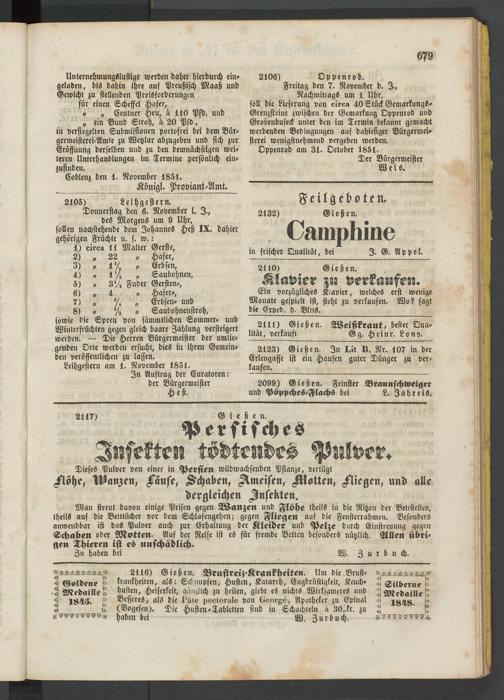 679
Unternehmungslustige werden daher hierdurch ein-
geladen, bis dahin ihre auf Preußisch Maaß und
Gewicht zu stellenden Preisforderungen
für einen Scheffel Hafer,
„ „ Centner Heu, à 110 Pfd. und
„ ein Bund Stroh, à 20 Pfd.,
in versiegelten Submissionen portofrei bei dem Bür-
germeisterei-Amte zu Wetzlar abzugeben und sich zur
Eröffnung derselben und zu den demnächstigen wei-
teren Unterhandlungen im Termine persönlich ein-
zufinden.
Coblenz den 1. November 1851.
Königl. Proviant-Amt.
2105) Leihgestern.
Donnerstag den 6. November l. J.,
des Morgens um 9 Uhr,
sollen nachstehende dem Johannes Heß IX. dahier
gehörigen Früchte u. s. w.:
1) circa 11 Malter Gerste,
2) „ 22 „ Hafer,
3) „ 1½ „ Erbsen,
4) „ 1½ „ Saubohnen,
5) „ 3½ Fuder Gersten-,
6) „ 4 „ Hafer-,
7) „ „ Erbsen- und
8) „ „ Saubohnenstroh,
sowie die Spreu von sämmtlichen Sommer- und
Winterfrüchten gegen gleich baare Zahlung versteigert
werden. — Die Herren Bürgermeister der umlie-
genden Orte werden ersucht, dies in ihren Gemein-
den veröffentlichen zu lassen.
Leihgestern am 1. November 1851.
In Auftrag der Curatoren:
der Bürgermeister
Heß.
2106) Oppenrod.
Freitag den 7. November d. J.,
Nachmittags um 1 Uhr,
soll die Lieferung von circa 40 Stück Gemarkungs-
Grenzsteine zwischen der Gemarkung Oppenrod und
Großenbuseck unter den im Termin bekannt gemacht
werdenden Bedingungen auf dahiesiger Bürgermei-
sterei wenigstnehmend vergeben werden.
Oppenrod am 31. October 1851.
Der Bürgermeister
Weis.
Feilgeboten.
2132) Gießen.
Camphine
in frischer Qualität, bei J. G. Appel.
2110) Gießen.
Klavier zu verkaufen.
Ein vorzügliches Klavier, welches erst wenige
Monate gespielt ist, steht zu verkaufen. Wo? sagt
die Exped. d. Blts.
2111) Gießen. Weißkraut, bester Qua-
lität, verkauft Gg. Heinr. Lony.
2123) Gießen. In Lit B. Nr. 107 in der
Erlengasse ist ein Haufen guter Dünger zu ver-
kaufen.
2099) Gießen. Feinster Braunschweiger
und Pöppches-Flachs bei L. Jahreis.
2117) Gießen.
Persisches
Insekten tödtendes Pulver.
Dieses Pulver von einer in Persien wildwachsenden Pflanze, vertilgt
Flöhe, Wanzen, Läuse, Schaben, Ameisen, Motten, Fliegen, und alle
dergleichen Insekten.
Man streut davon einige Prisen gegen Wanzen und Flöhe theils in die Ritzen der Bettstellen,
theils auf die Betttücher vor dem Schlafengehen; gegen Fliegen auf die Fensterrahmen. Besonders
anwendbar ist das Pulver auch zur Erhaltung der Kleider und Pelze durch Einstreuung gegen
Schaben oder Motten. Auf der Reise ist es für fremde Betten besonders nützlich. Allen übri-
gen Thieren ist es unschädlich.
Zu haben bei W. Zurbuch.
Goldene
Medaille
1845.
2116) Gießen. Brustreiz-Krankheiten. Um die Brust-
krankheiten, als: Schnupfen, Husten, Katarrh, Engbrüstigkeit, Keuch-
husten, Heiserkeit, gänzlich zu heilen, giebt es nichts Wirksameres und
Besseres, als die Pâte pectorale von George, Apotheker zu Epinal
(Vogesen). Die Husten-Tabletten sind in Schachteln à 30 kr. zu
haben bei W. Zurbuch.
Silberne
Medaille
1848.